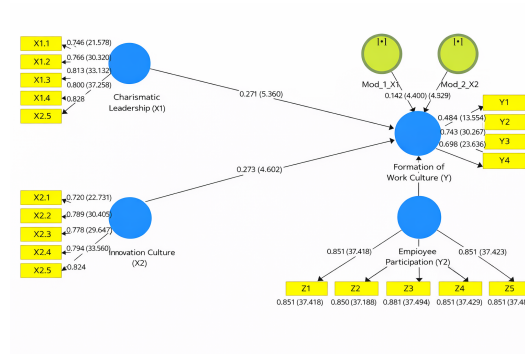 X1.1
X1.2
X1.3
X1.4
X2.5
0.746 (21.578)
0.766 (30.320)
0.813 (33.132)
0.800 (37.258)
0.828
Charismatic
Leadership (X1)
0.271 (5.360)
[•]
[•]
Mod_1_X1
Mod_2_X2
0.142 (4.400)
4.329)
Y1
Y2
Y3
Y4
0.484 (13.554)
0.743 (30.267)
0.698 (23.636)
Formation of
Work Culture (Y)
0.273 (4.602)
X2.1
X2.2
X2.3
X2.4
X2.5
0.720 (22.731)
0.789 (30.405)
0.778 (29.647)
0.794 (33.560)
0.824
Innovation Culture
(X2)
Employee
Participation (Y2)
0.851 (37.418)
0.851 (37.423)
Z1
Z2
Z3
Z4
Z5
0.851 (37.418)
0.850 (37.188)
0.881 (37.494)
0.851 (37.429)
0.851 (37.4